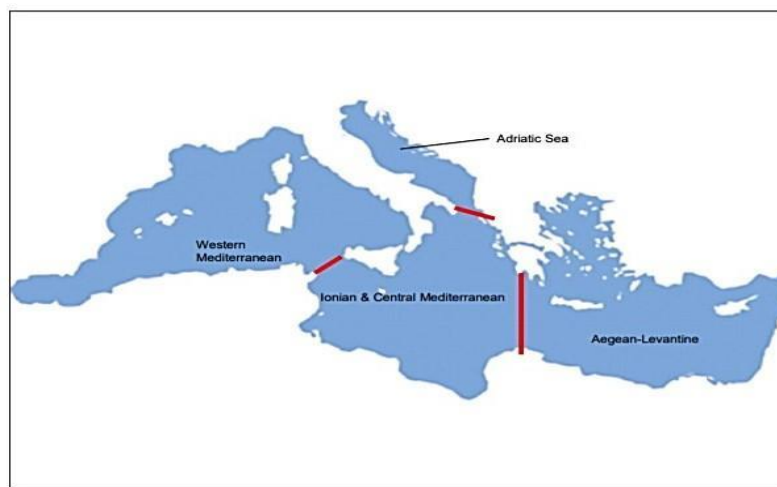 Adriatic Sea
Western
Mediterranean
Ionian & Central Mediterranean
Aegean-Levantine